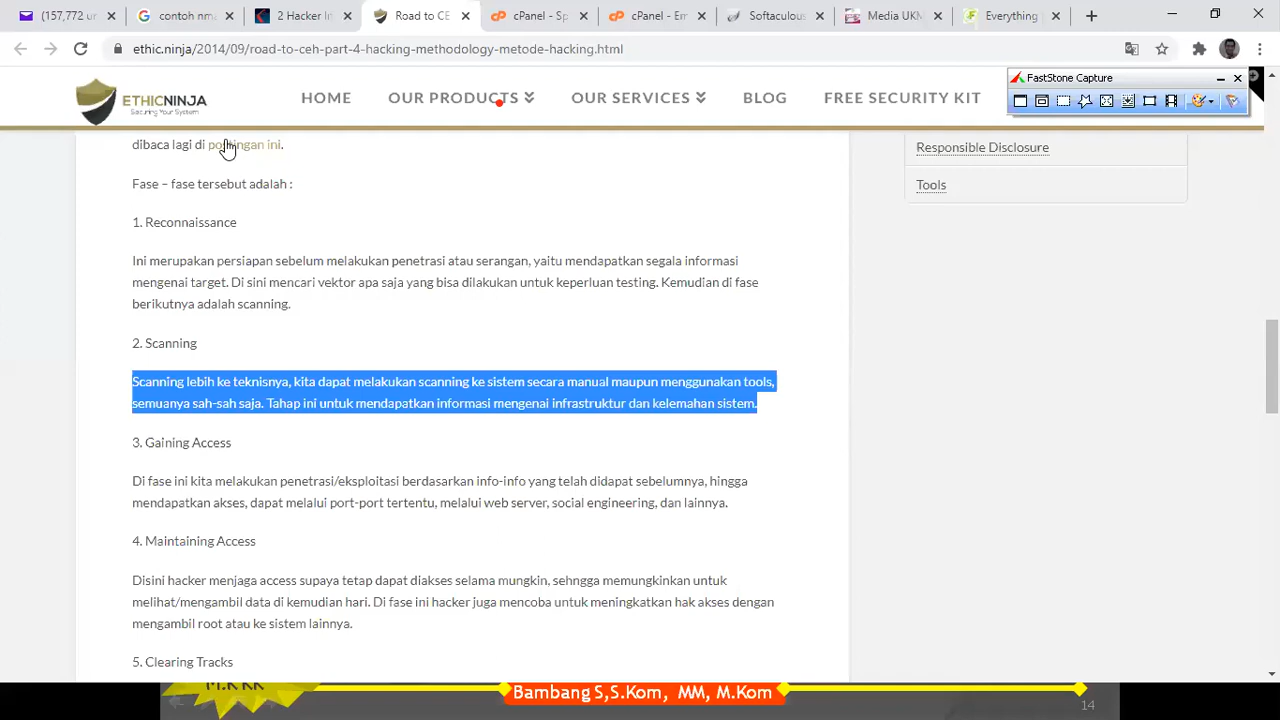 (157,772 un
contoh nma
2 Hacker In
Road to CE
cPanel - Sp
cPanel - Em
Softaculous
Media UKM
Everything
ethic.ninja/2014/09/road-to-ceh-part-4-hacking-methodology-metode-hacking.html
FastStone Capture
ETHICNINJA
Securing Your System
HOME
OUR PRODUCTS
OUR SERVICES
BLOG
FREE SECURITY KIT
dibaca lagi di postingan ini.
Fase – fase tersebut adalah :
1. Reconnaissance
Ini merupakan persiapan sebelum melakukan penetrasi atau serangan, yaitu mendapatkan segala informasi
mengenai target. Di sini mencari vektor apa saja yang bisa dilakukan untuk keperluan testing. Kemudian di fase
berikutnya adalah scanning.
2. Scanning
Scanning lebih ke teknisnya, kita dapat melakukan scanning ke sistem secara manual maupun menggunakan tools,
semuanya sah-sah saja. Tahap ini untuk mendapatkan informasi mengenai infrastruktur dan kelemahan sistem.
3. Gaining Access
Di fase ini kita melakukan penetrasi/eksploitasi berdasarkan info-info yang telah didapat sebelumnya, hingga
mendapatkan akses, dapat melalui port-port tertentu, melalui web server, social engineering, dan lainnya.
4. Maintaining Access
Disini hacker menjaga access supaya tetap dapat diakses selama mungkin, sehngga memungkinkan untuk
melihat/mengambil data di kemudian hari. Di fase ini hacker juga mencoba untuk meningkatkan hak akses dengan
mengambil root atau ke sistem lainnya.
5. Clearing Tracks
Responsible Disclosure
Tools
M.K KK
Bambang S,S.Kom, MM, M.Kom
14